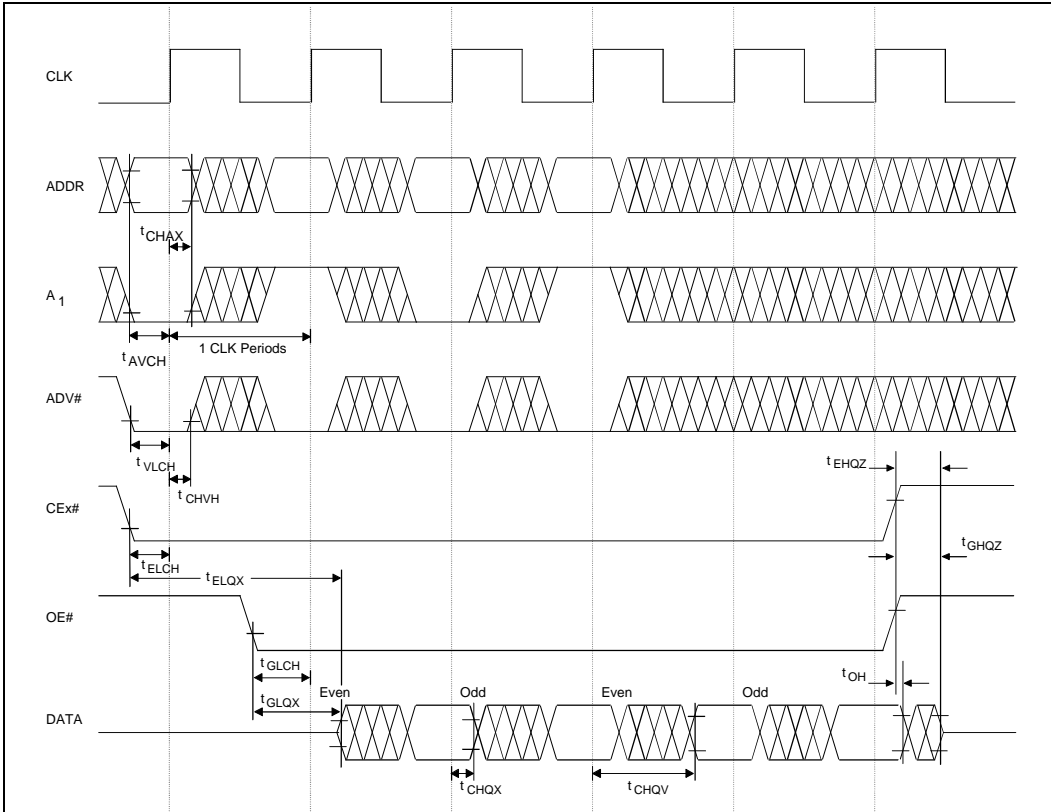 CLK
ADDR
tCHAX
A1
1 CLK Periods
tAVCH
ADV#
tVLCH
tCHVH
tEHQZ
CEx#
tELCH
tGHQZ
tELQX
OE#
tGLCH
tOH
tGLQX
Even Odd Even Odd
DATA
tCHQX
tCHQV